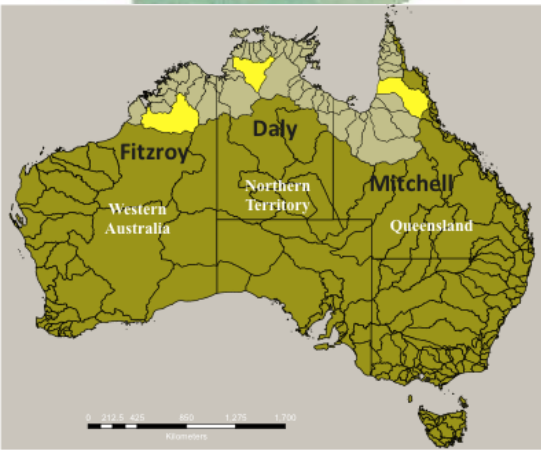 Daly
Fitzroy
Mitchell
Northern
Territory
Western
Australia
Queensland
0 212.5 425 850 1,275 1,700
Kilometers